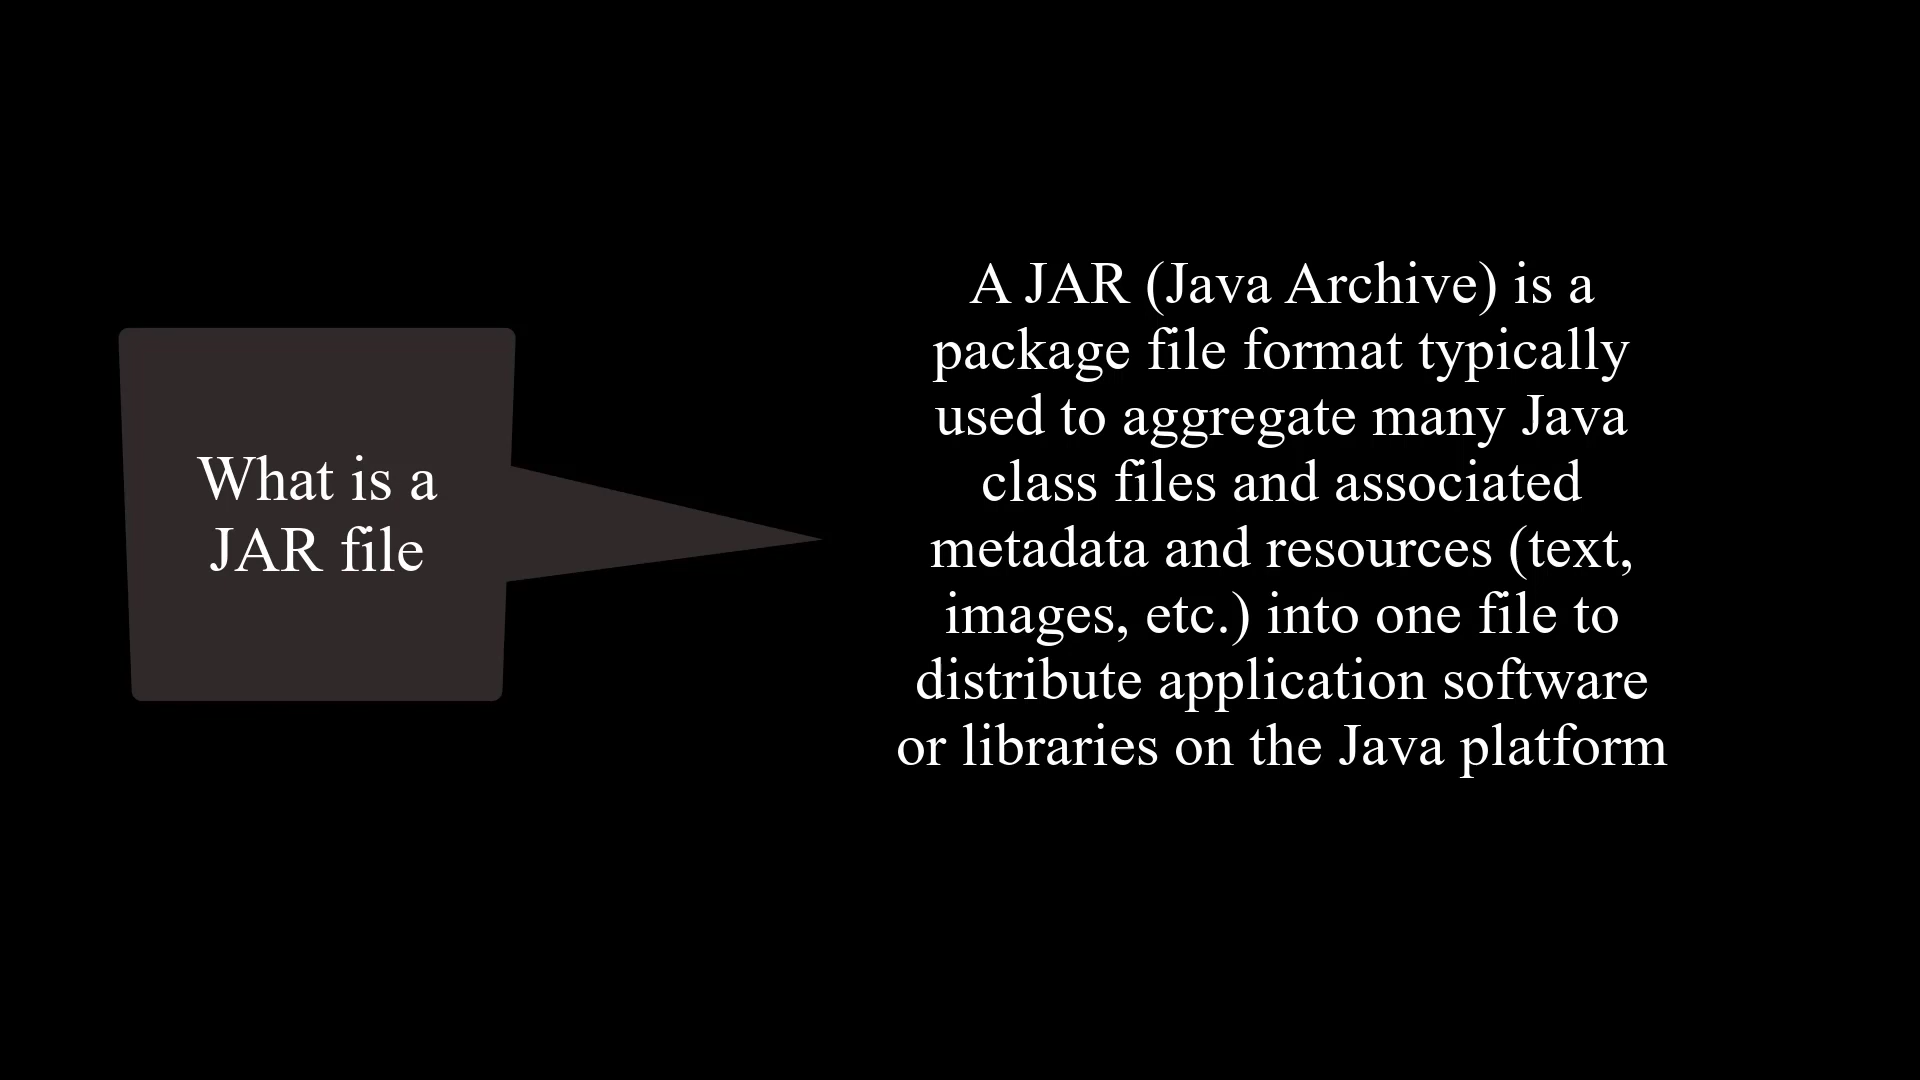 What is a
JAR file
A JAR (Java Archive) is a
package file format typically
used to aggregate many Java
class files and associated
metadata and resources (text,
images, etc.) into one file to
distribute application software
or libraries on the Java platform